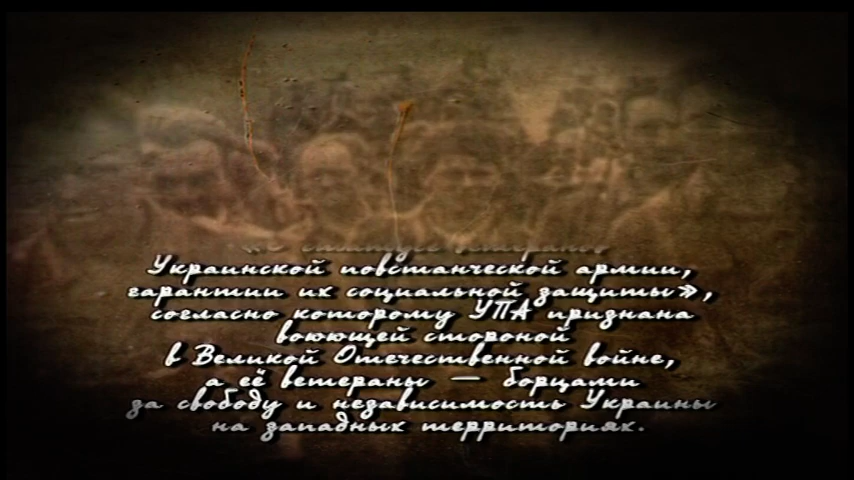 Украинской повстанческой армии,
гарантии их социальной защиты»,
согласно которому УПА признана
воюющей стороной
в Великой Отечественной войне,
а её ветераны — борцами
за свободу и независимость Украины
на западных территориях.